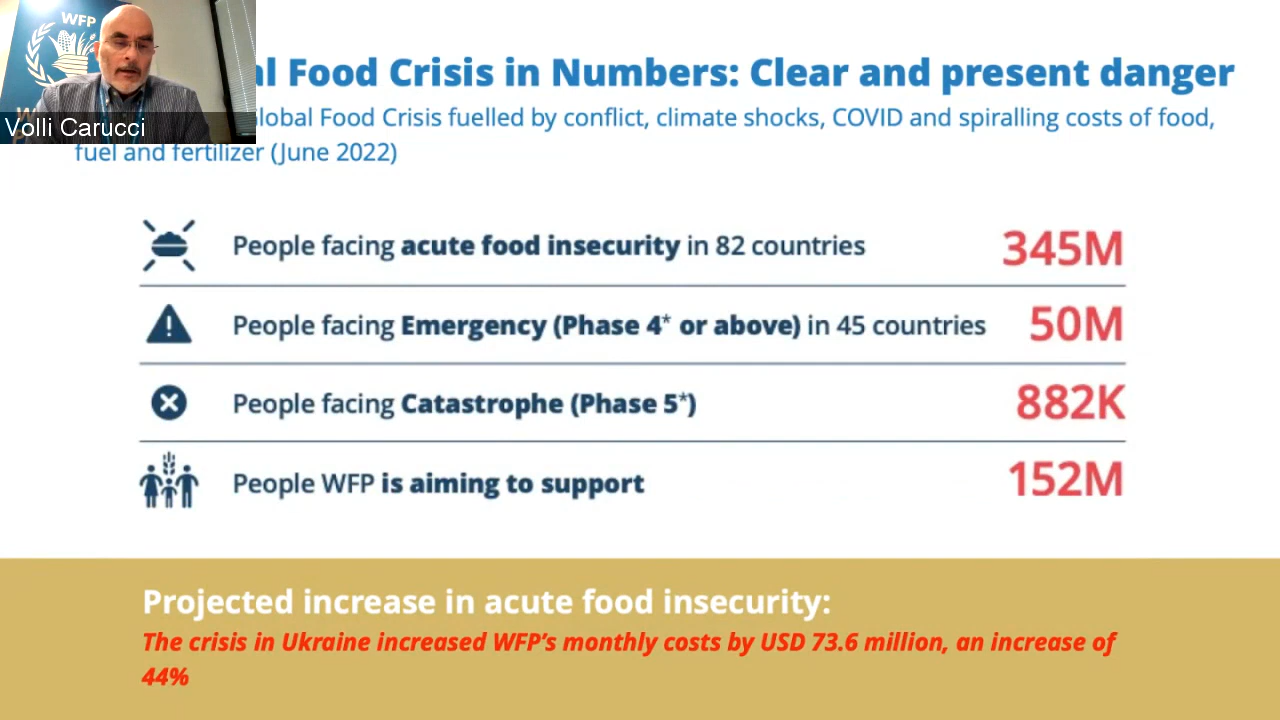 WFP
Volli Carucci
al Food Crisis in Numbers: Clear and present danger
lobal Food Crisis fuelled by conflict, climate shocks, COVID and spiralling costs of food,
fuel and fertilizer (June 2022)
People facing acute food insecurity in 82 countries 345M
People facing Emergency (Phase 4* or above) in 45 countries 50M
People facing Catastrophe (Phase 5*) 882K
People WFP is aiming to support 152M
Projected increase in acute food insecurity:
The crisis in Ukraine increased WFP’s monthly costs by USD 73.6 million, an increase of
44%